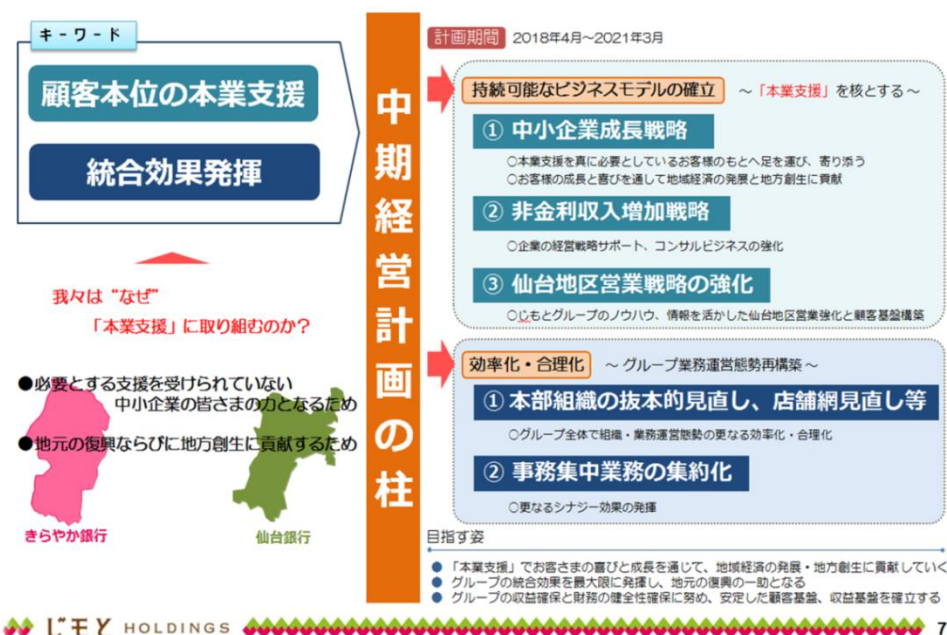 キーワード
顧客本位の本業支援
統合効果発揮
我々は“なぜ”
「本業支援」に取り組むのか？
●必要とする支援を受けられていない
中小企業の皆さまの力となるため
●地元の復興ならびに地方創生に貢献するため
きらやか銀行
仙台銀行
中期経営計画の柱
計画期間 2018年4月～2021年3月
持続可能なビジネスモデルの確立 ～「本業支援」を核とする～
① 中小企業成長戦略
○本業支援を真に必要としているお客様のもとへ足を運び、寄り添う
○お客様の成長と喜びを通して地域経済の発展と地方創生に貢献
② 非金利収入増加戦略
○企業の経営戦略サポート、コンサルビジネスの強化
③ 仙台地区営業戦略の強化
○じもとグループのノウハウ、情報を活かした仙台地区営業強化と顧客基盤構築
効率化・合理化 ～グループ業務運営態勢再構築～
① 本部組織の抜本的見直し、店舗網見直し等
○グループ全体で組織・業務運営態勢の更なる効率化・合理化
② 事務集中業務の集約化
○更なるシナジー効果の発揮
目指す姿
● 「本業支援」でお客さまの喜びと成長を通じて、地域経済の発展・地方創生に貢献していく
● グループの統合効果を最大限に発揮し、地元の復興の一助となる
● グループの収益確保と財務の健全性確保に努め、安定した顧客基盤、収益基盤を確立する
じモと HOLDINGS
7